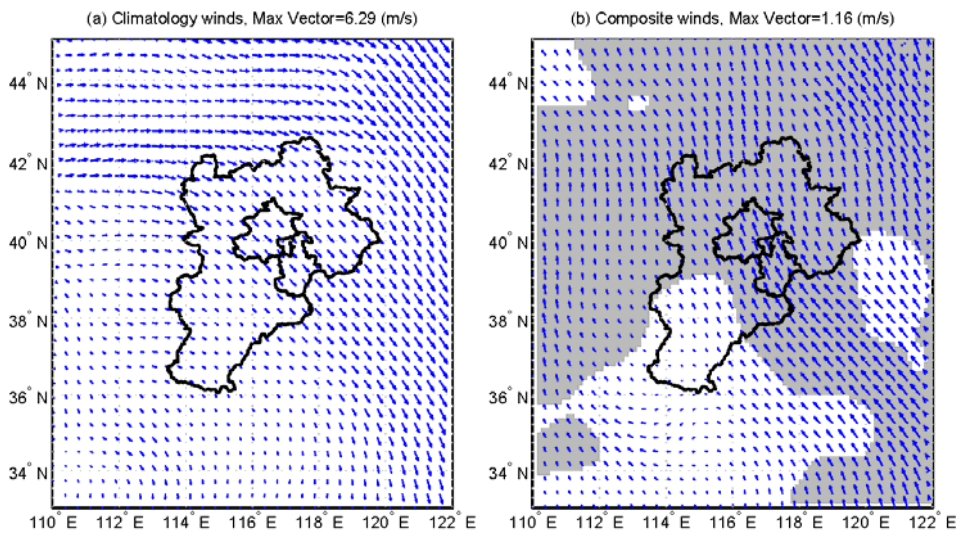 (a) Climatology winds, Max Vector=6.29 (m/s)
(b) Composite winds, Max Vector=1.16 (m/s)
44° N
42° N
40° N
38° N
36° N
34° N
110° E
112° E
114° E
116° E
118° E
120° E
122° E
44° N
42° N
40° N
38° N
36° N
34° N
110° E
112° E
114° E
116° E
118° E
120° E
122° E